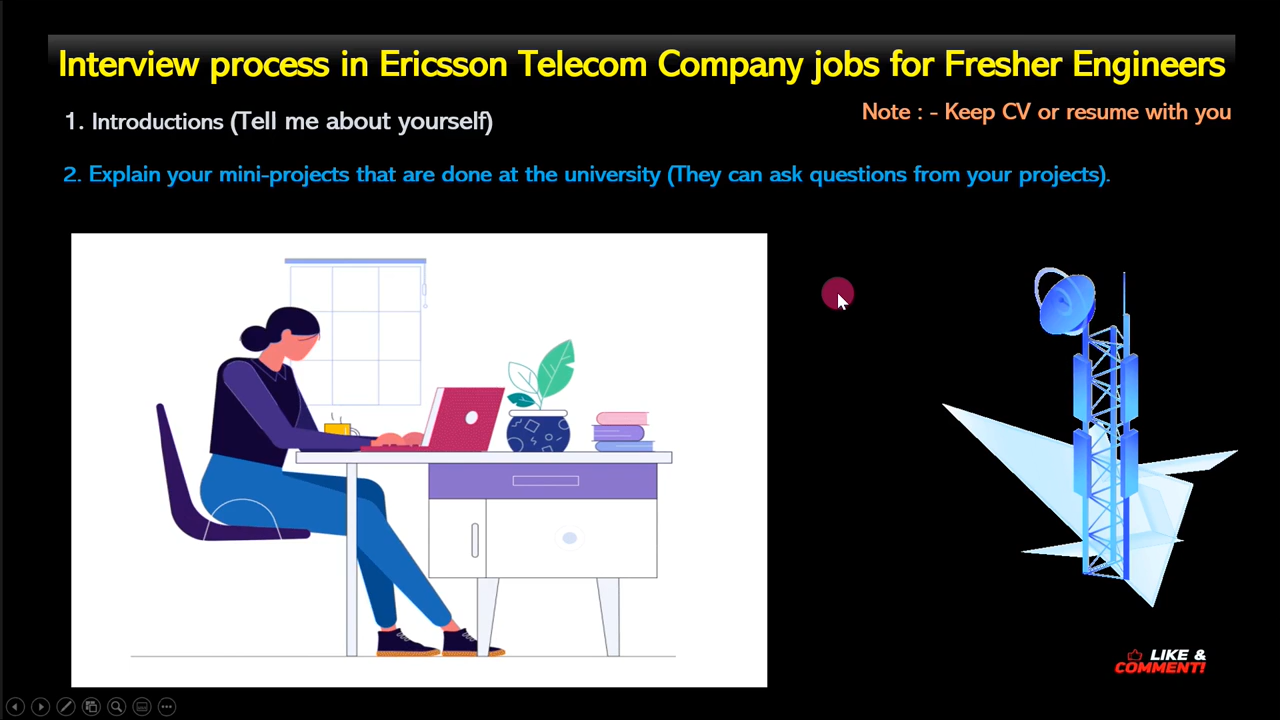 Interview process in Ericsson Telecom Company jobs for Fresher Engineers
1. Introductions (Tell me about yourself)
Note : - Keep CV or resume with you
2. Explain your mini-projects that are done at the university (They can ask questions from your projects).
LIKE &
COMMENT!